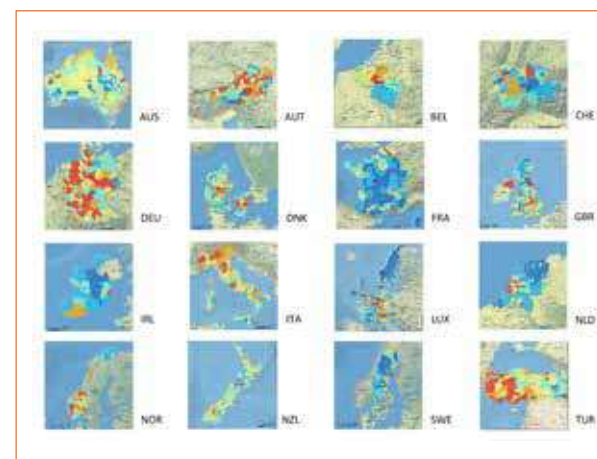 AUS AUT BEL CHE
DEU DNK FRA GBR
IRL ITA LUX NLD
NOR NZL SWE TUR